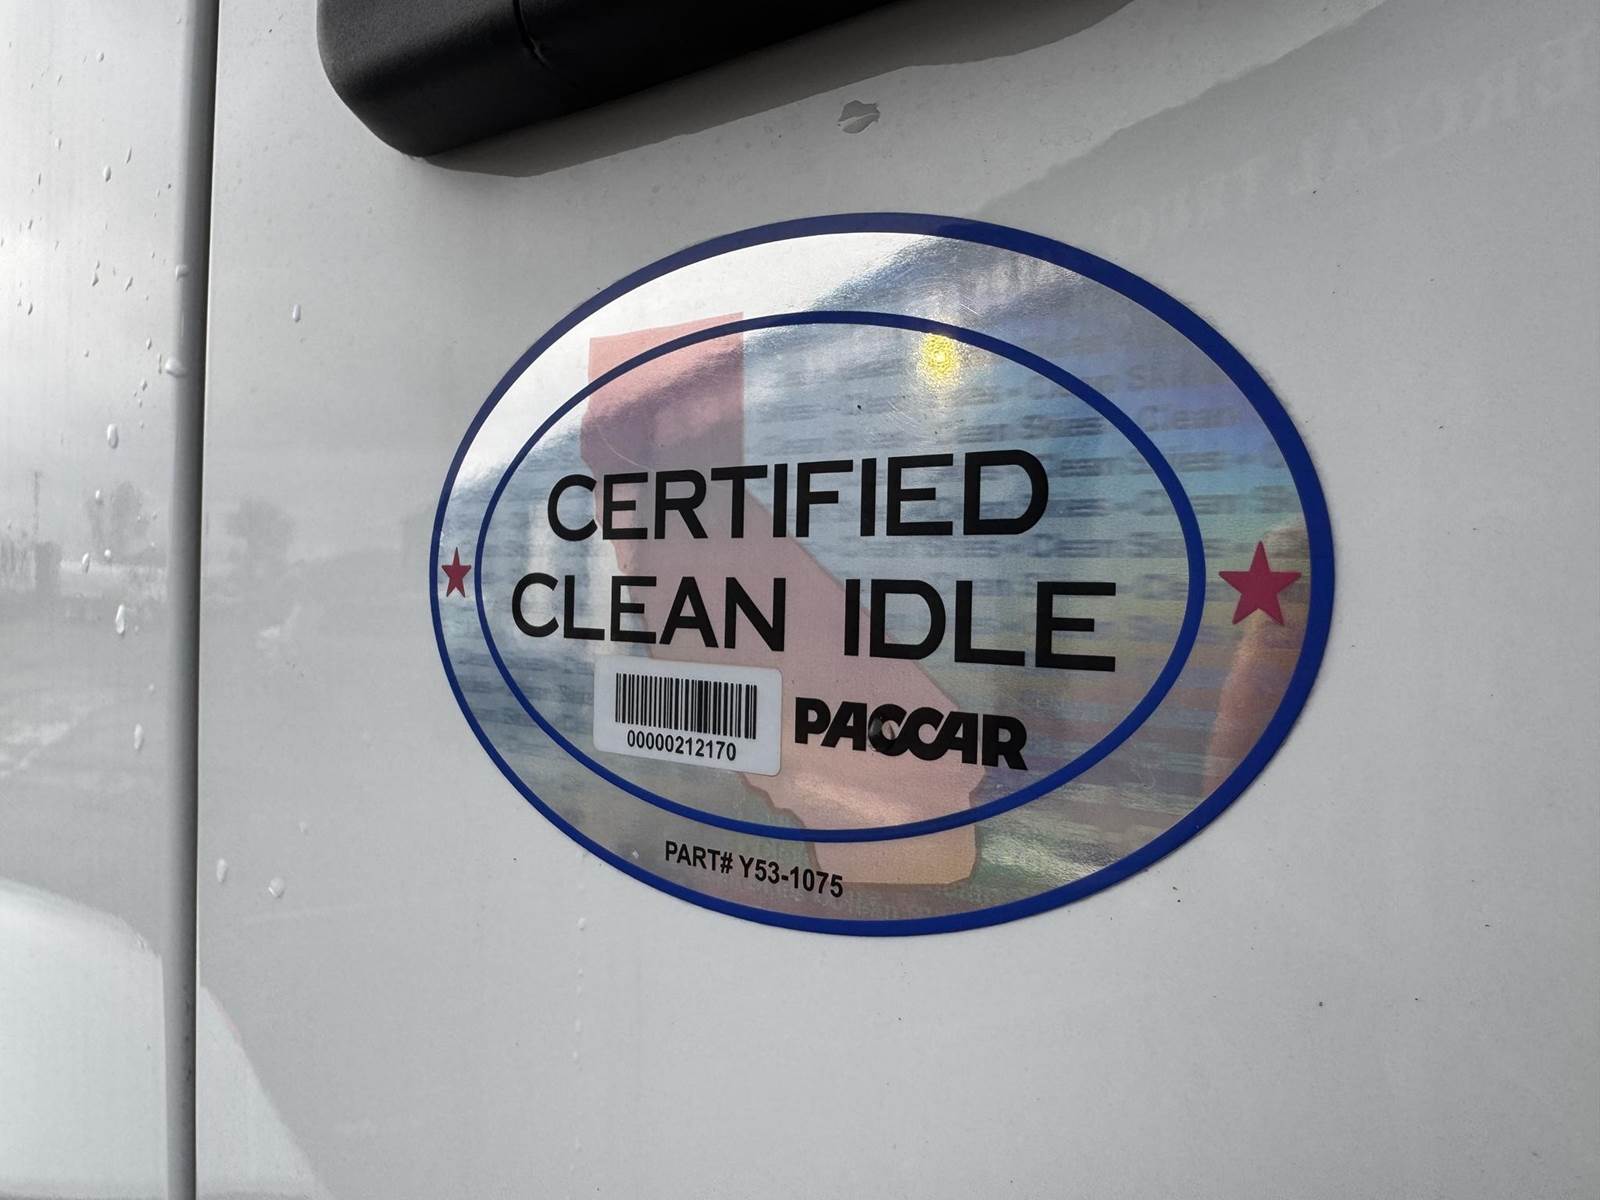 CERTIFIED
CLEAN IDLE
00000212170
PACCAR
PART# Y53-1075